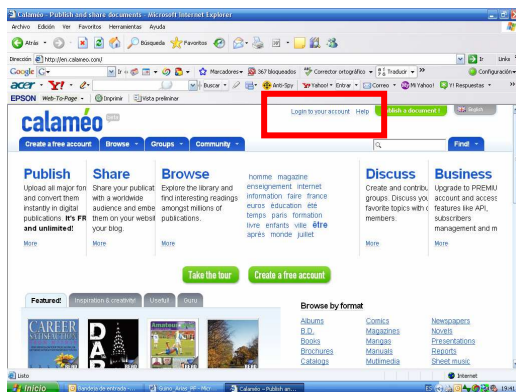 Calaméo - Publish and share documents - Microsoft Internet Explorer
Archivo Edición Ver Favoritos Herramientas Ayuda
Atrás Búsqueda Favoritos
Dirección http://en.calameo.com/ Ir Links
Google Ir Marcadores 367 bloqueados Corrector ortográfico Traducir Configuración
acer Y! Buscar Anti-Spy Yahoo! Entrar Correo Mi Yahoo! Y! Respuestas
EPSON Web-To-Page Imprimir Vista preliminar
Login to your account Help Publish a document ! English
calaméo beta
Create a free account Browse Groups Community Find!
Publish
Upload all major for
and convert them
instantly in digital
publications. It's FR
and unlimited!
More
Share
Share your publicat
with a worldwide
audience and embe
them on your websit
your blog.
More
Browse
Explore the library and
find interesting readings
amongst millions of
publications.
More
homme magazine
enseignement internet
information faire france
euros éducation été
temps paris formation
livre enfants ville être
après monde juillet
Discuss
Create and contribu
groups. Discuss you
favorite topics with c
members.
More
Business
Upgrade to PREMIU
account and access
features like API,
subscribers
management and m
More
Take the tour Create a free account
Featured! Inspiration & creativity! Useful! Guru
Browse by format
Albums Comics Newspapers
B.D. Magazines Novels
Books Mangas Presentations
Brochures Manuals Reports
Catalogs Multimedia Sheet music
CAREER
SATISFACTION
Listo Internet
Inicio Bandeja de entrada -... Calaméo - Publish an... 19:41